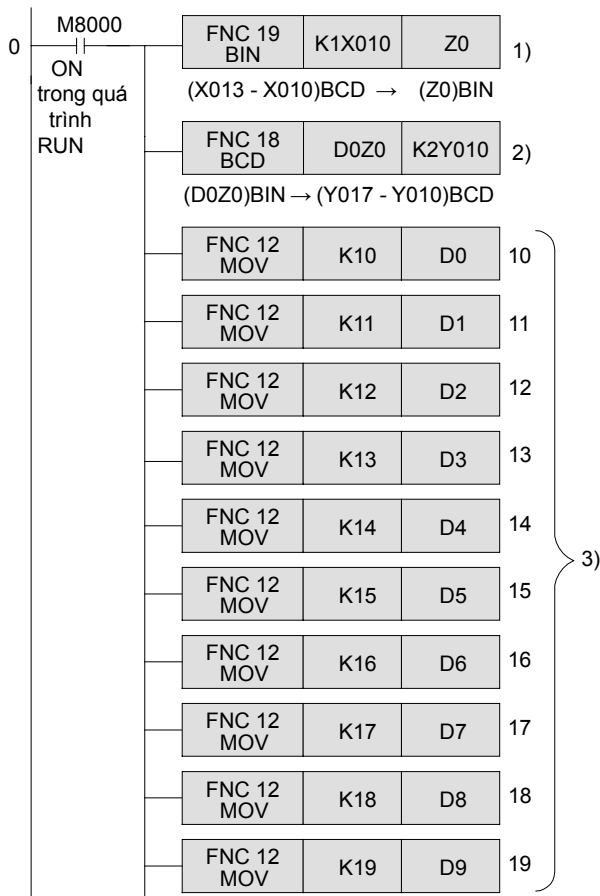 M8000
0
FNC 19 BIN K1X010 Z0 1)
ON
trong quá
trình
RUN
(X013 - X010)BCD → (Z0)BIN
FNC 18 BCD D0Z0 K2Y010 2)
(D0Z0)BIN → (Y017 - Y010)BCD
FNC 12 MOV K10 D0 10
FNC 12 MOV K11 D1 11
FNC 12 MOV K12 D2 12
FNC 12 MOV K13 D3 13
FNC 12 MOV K14 D4 14
FNC 12 MOV K15 D5 15
3)
FNC 12 MOV K16 D6 16
FNC 12 MOV K17 D7 17
FNC 12 MOV K18 D8 18
FNC 12 MOV K19 D9 19